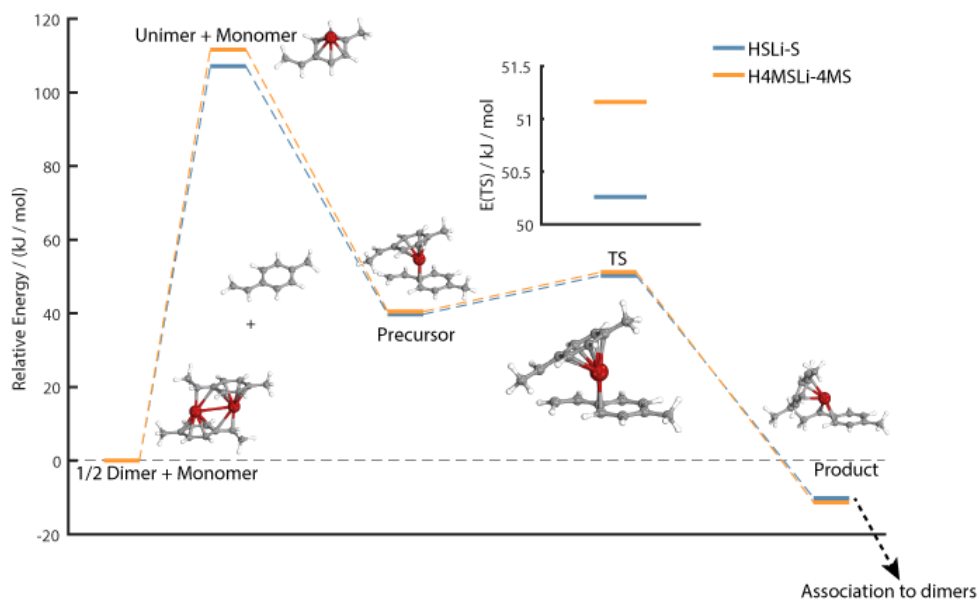 120
100
80
60
40
20
0
-20
Relative Energy / (kJ / mol)
Unimer + Monomer
HSLi-S
H4MSLi-4MS
51.5
51
50.5
50
E(TS) / kJ / mol
TS
Precursor
+
1/2 Dimer + Monomer
Product
Association to dimers